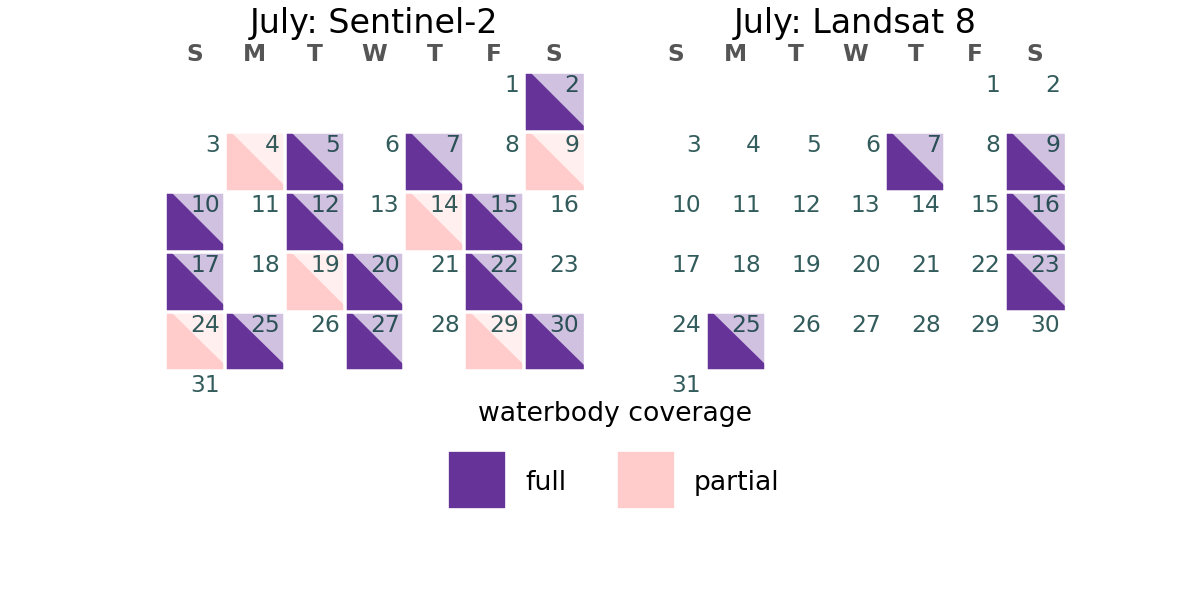 July: Sentinel-2
S M T W T F S
1 2
3 4 5 6 7 8 9
10 11 12 13 14 15 16
17 18 19 20 21 22 23
24 25 26 27 28 29 30
31
July: Landsat 8
S M T W T F S
1 2
3 4 5 6 7 8 9
10 11 12 13 14 15 16
17 18 19 20 21 22 23
24 25 26 27 28 29 30
31
waterbody coverage
full partial